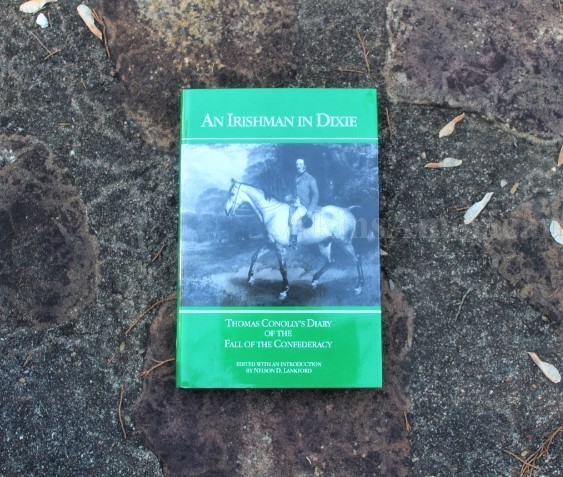 AN IRISHMAN IN DIXIE
THOMAS CONOLLY'S DIARY
OF THE
FALL OF THE CONFEDERACY
EDITED WITH AN INTRODUCTION
BY NELSON D. LANKFORD